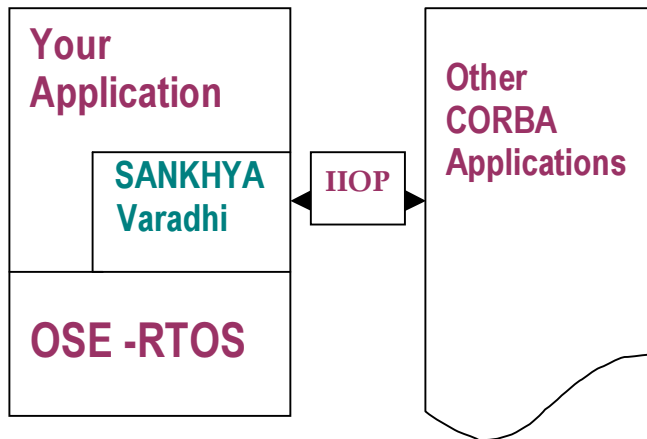 Your
Application
SANKHYA
Varadhi
OSE -RTOS
IIOP
Other
CORBA
Applications